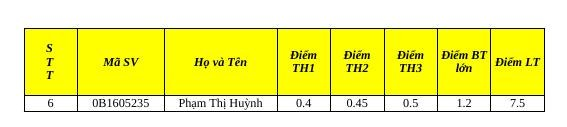 STT Mã SV Họ và Tên Điểm TH1 Điểm TH2 Điểm TH3 Điểm BT lớn Điểm LT
6 0B1605235 Phạm Thị Huỳnh 0.4 0.45 0.5 1.2 7.5